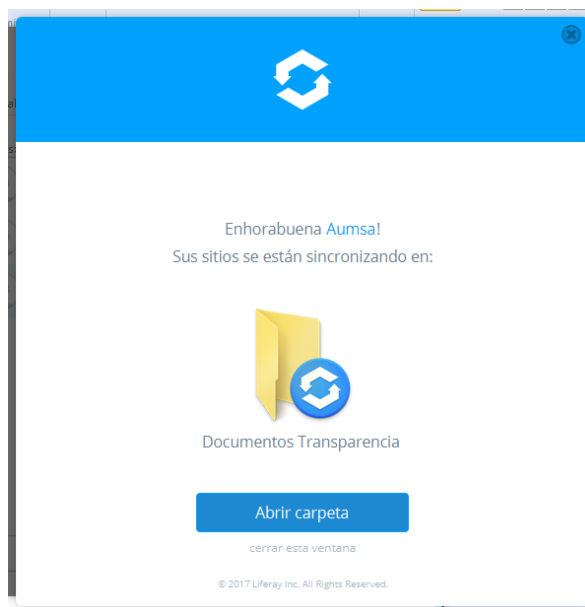 Enhorabuena Aumsa!
Sus sitios se están sincronizando en:
Documentos Transparencia
Abrir carpeta
cerrar esta ventana
© 2017 Liferay Inc. All Rights Reserved.